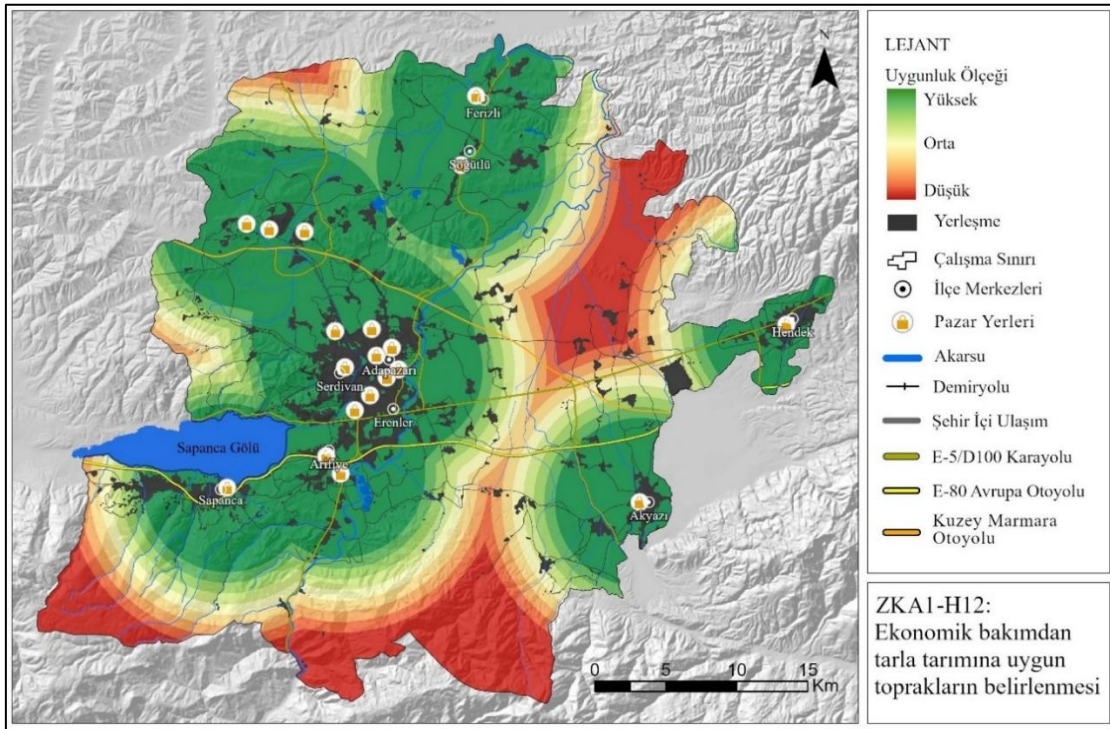 N
Ferizli
Söğütlü
Hendek
Adapazarı
Serdivan
Erenler
Sapanca Gölü
Arifiye
Sapanca
Akyazı
0 5 10 15
Km
LEJANT
Uygunluk Ölçeği
Yüksek
Orta
Düşük
Yerleşme
Çalışma Sınırı
İlçe Merkezleri
Pazar Yerleri
Akarsu
Demiryolu
Şehir İçi Ulaşım
E-5/D100 Karayolu
E-80 Avrupa Otoyolu
Kuzey Marmara
Otoyolu
ZKA1-H12:
Ekonomik bakımdan
tarla tarımına uygun
toprakların belirlenmesi